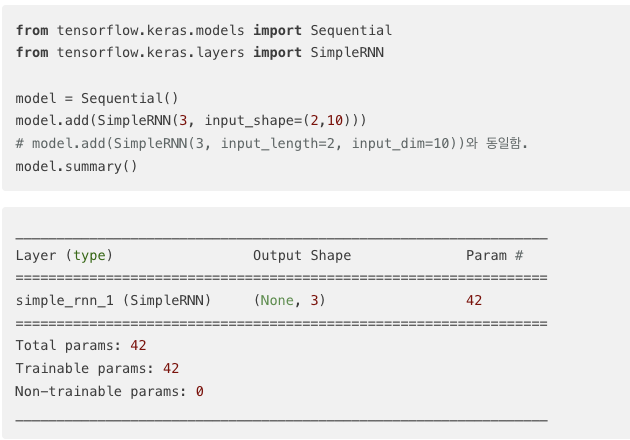 from tensorflow.keras.models import Sequential
from tensorflow.keras.layers import SimpleRNN
model = Sequential()
model.add(SimpleRNN(3, input_shape=(2,10)))
# model.add(SimpleRNN(3, input_length=2, input_dim=10))와 동일함.
model.summary()
_________________________________________________________________
Layer (type)                 Output Shape              Param #
=================================================================
simple_rnn_1 (SimpleRNN)     (None, 3)                 42
=================================================================
Total params: 42
Trainable params: 42
Non-trainable params: 0
_________________________________________________________________